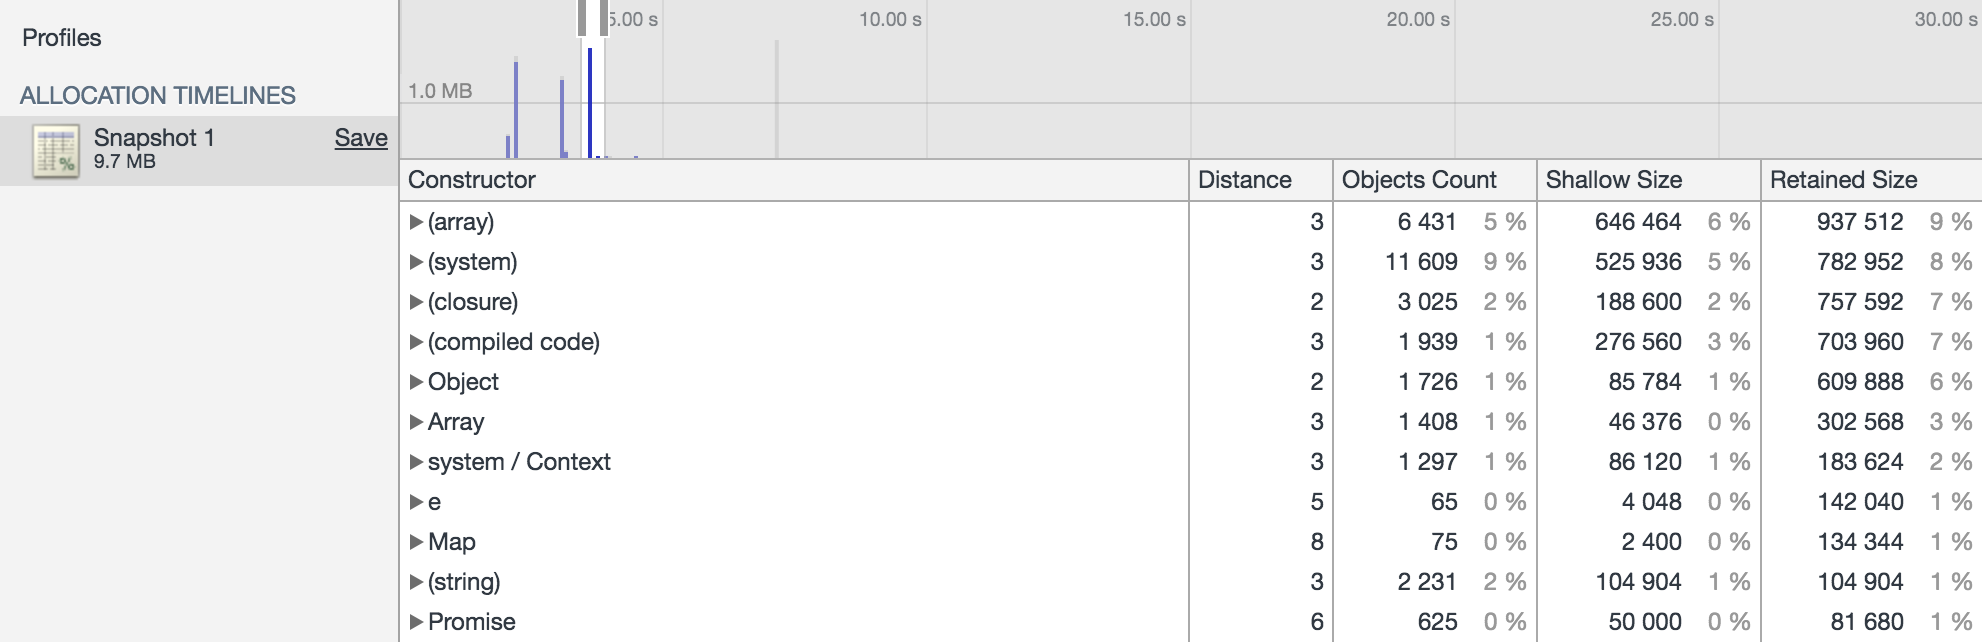 Profiles
ALLOCATION TIMELINES
Snapshot 1 Save
9.7 MB
5.00 s 10.00 s 15.00 s 20.00 s 25.00 s 30.00 s
1.0 MB
Constructor Distance Objects Count Shallow Size Retained Size
(array) 3 6 431 5 % 646 464 6 % 937 512 9 %
(system) 3 11 609 9 % 525 936 5 % 782 952 8 %
(closure) 2 3 025 2 % 188 600 2 % 757 592 7 %
(compiled code) 3 1 939 1 % 276 560 3 % 703 960 7 %
Object 2 1 726 1 % 85 784 1 % 609 888 6 %
Array 3 1 408 1 % 46 376 0 % 302 568 3 %
system / Context 3 1 297 1 % 86 120 1 % 183 624 2 %
e 5 65 0 % 4 048 0 % 142 040 1 %
Map 8 75 0 % 2 400 0 % 134 344 1 %
(string) 3 2 231 2 % 104 904 1 % 104 904 1 %
Promise 6 625 0 % 50 000 0 % 81 680 1 %